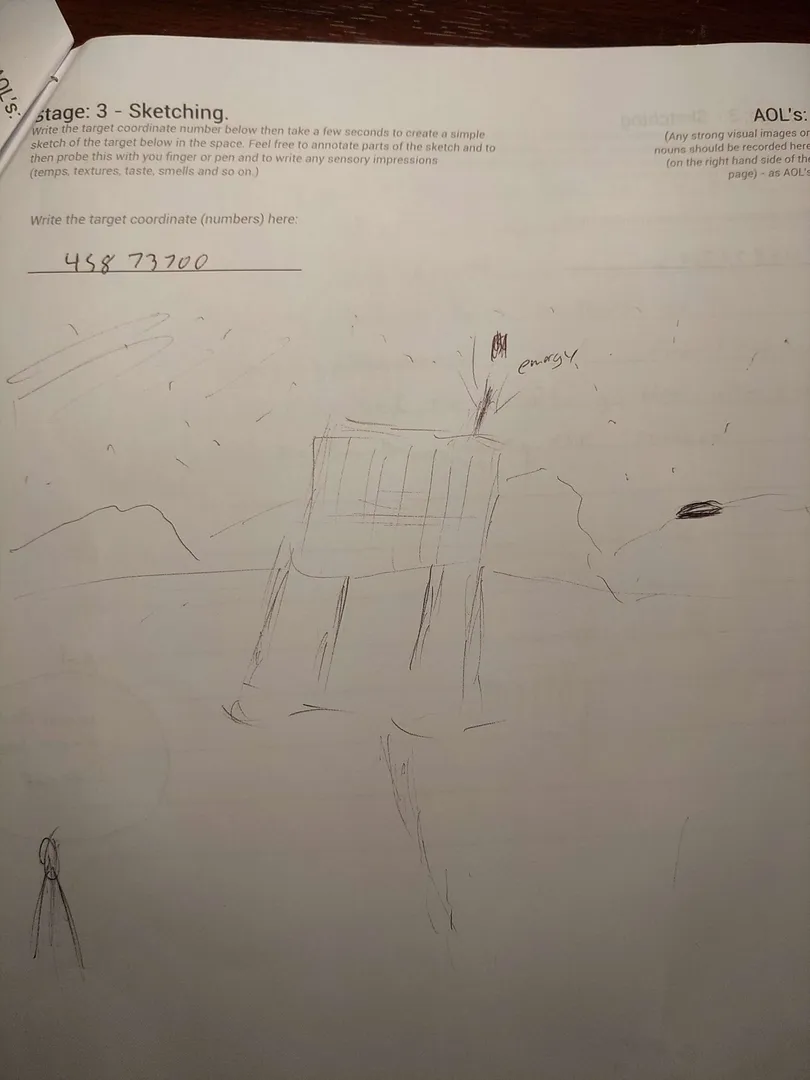 AOL's:
Stage: 3 - Sketching.
Write the target coordinate number below then take a few seconds to create a simple
sketch of the target below in the space. Feel free to annotate parts of the sketch and to
then probe this with you finger or pen and to write any sensory impressions
(temps, textures, taste, smells and so on.)
AOL's:
(Any strong visual images or
nouns should be recorded here
(on the right hand side of the
page) - as AOL's
Write the target coordinate (numbers) here:
458 73700
energy